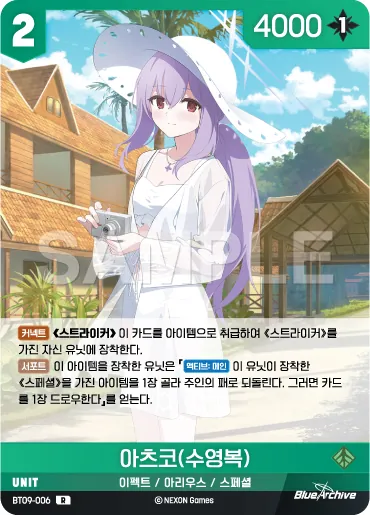 2
4000 1
SAMPLE
커넥트 《스트라이커》 이 카드를 아이템으로 취급하여 《스트라이커》를
가진 자신 유닛에 장착한다.
서포트 이 아이템을 장착한 유닛은 「액티브: 메인 이 유닛이 장착한
《스페셜》을 가진 아이템을 1장 골라 주인의 패로 되돌린다. 그러면 카드
를 1장 드로우한다」를 얻는다.
아츠코(수영복)
UNIT 이펙트 / 아리우스 / 스페셜
BT09-006 R © NEXON Games BlueArchive